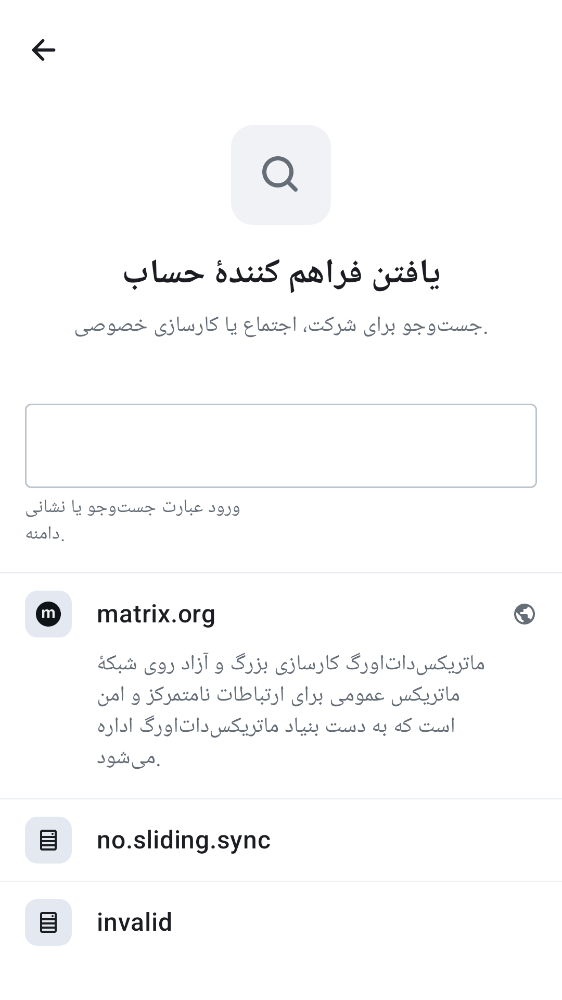 یافتن فراهم کنندهٔ حساب
جست‌وجو برای شرکت، اجتماع یا کارسازی خصوصی.
ورود عبارت جست‌وجو یا نشانی
دامنه.
m
matrix.org
ماتریکس‌دات‌اورگ کارسازی بزرگ و آزاد روی شبکهٔ
ماتریکس عمومی برای ارتباطات نامتمرکز و امن
است که به دست بنیاد ماتریکس‌دات‌اورگ اداره
می‌شود.
no.sliding.sync
invalid